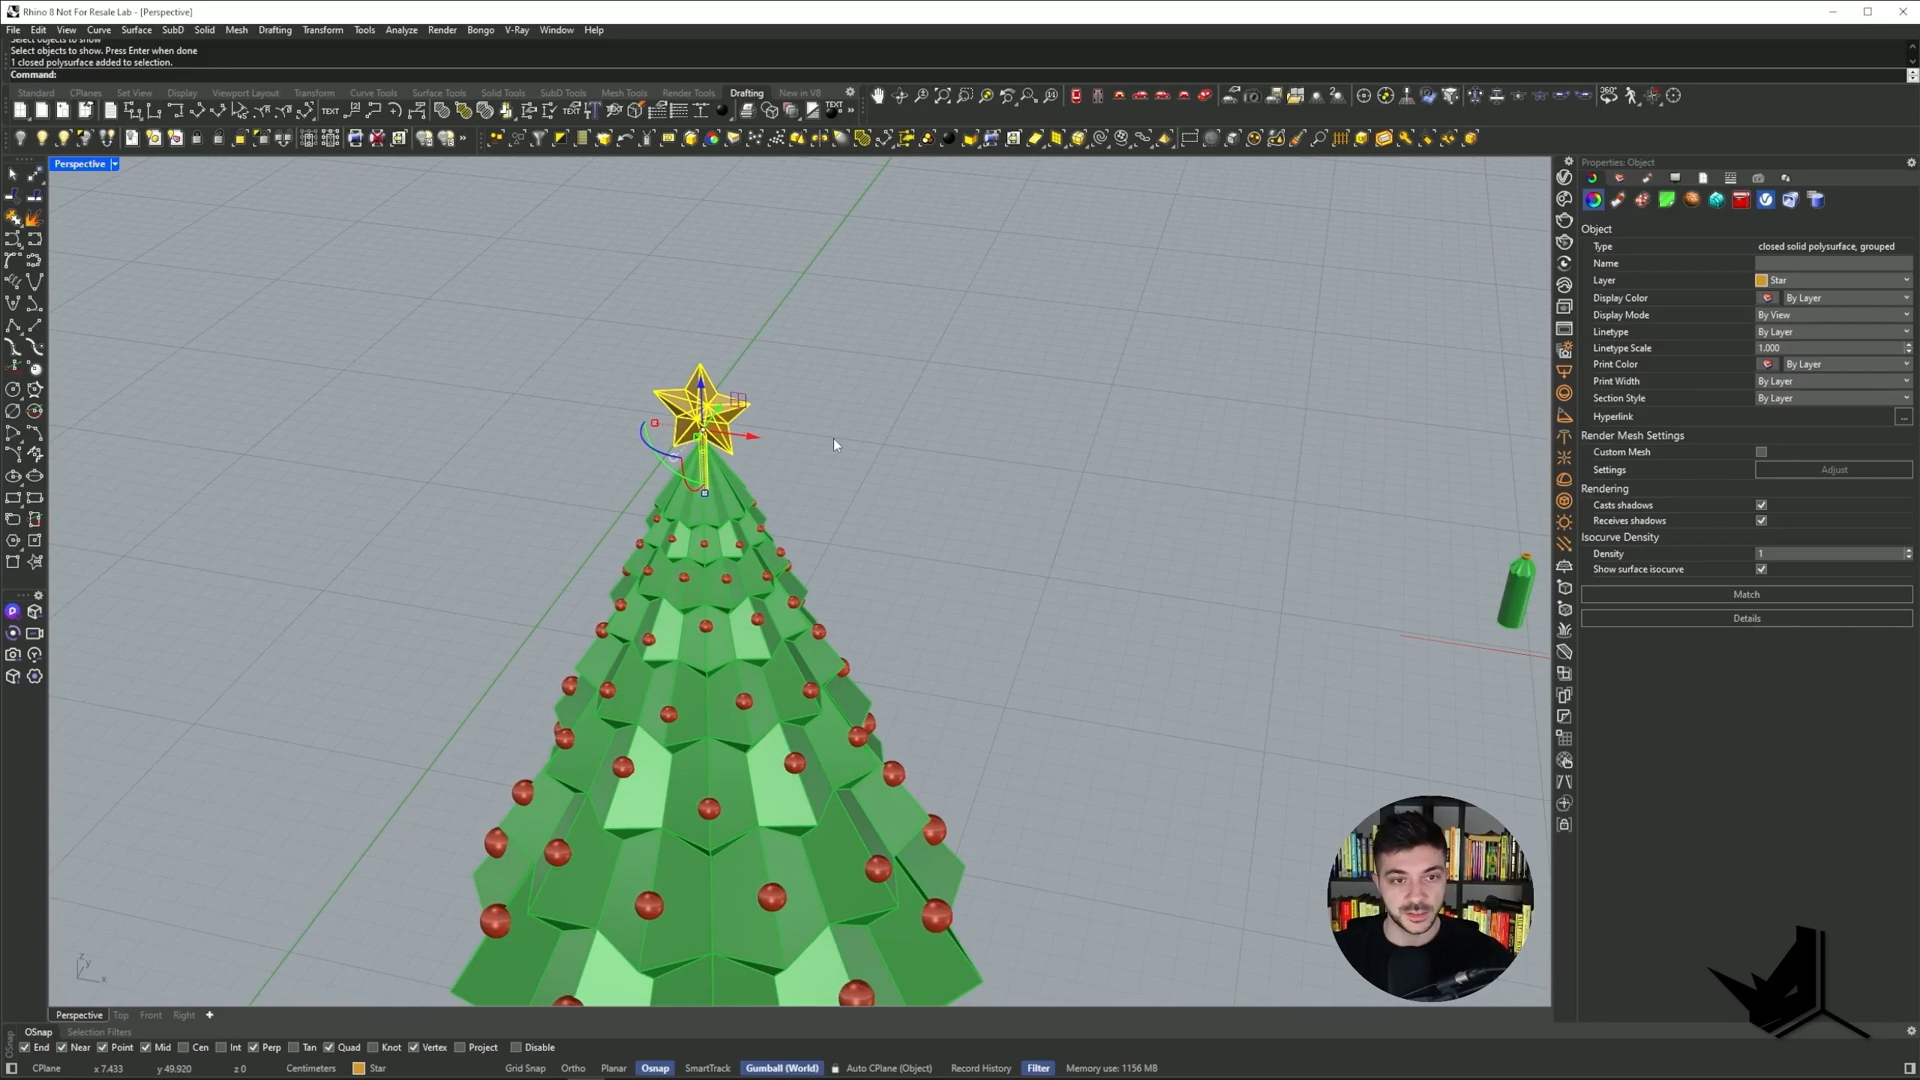 Rhino 8 Not For Resale Lab - [Perspective]
File Edit View Curve Surface SubD Solid Mesh Drafting Transform Tools Analyze Render Bongo V-Ray Window Help
Select objects to show
Select objects to show. Press Enter when done
1 closed polysurface added to selection.
Command:
Standard CPlanes Set View Display Viewport Layout Transform Curve Tools Surface Tools Solid Tools SubD Tools Mesh Tools Render Tools Drafting New in V8
Perspective
Properties: Object
Object
Type closed solid polysurface, grouped
Name
Layer Star
Display Color By Layer
Display Mode By View
Linetype By Layer
Linetype Scale 1.000
Print Color By Layer
Print Width By Layer
Section Style By Layer
Hyperlink ...
Render Mesh Settings
Custom Mesh
Settings Adjust
Rendering
Casts shadows
Receives shadows
Isocurve Density
Density 1
Show surface isocurve
Match
Details
z y x
Perspective Top Front Right
OSnap Selection Filters
OSnap
End Near Point Mid Cen Int Perp Tan Quad Knot Vertex Project Disable
CPlane x 7.433 y 49.920 z 0 Centimeters Star Grid Snap Ortho Planar Osnap SmartTrack Gumball (World) Auto CPlane (Object) Record History Filter Memory use: 1156 MB